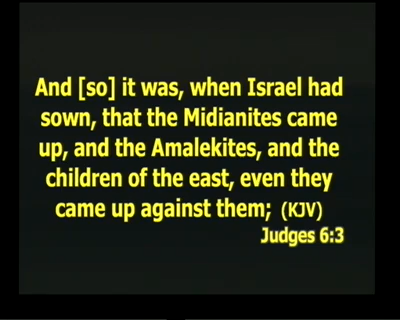 And [so] it was, when Israel had
sown, that the Midianites came
up, and the Amalekites, and the
children of the east, even they
came up against them; (KJV)
Judges 6:3